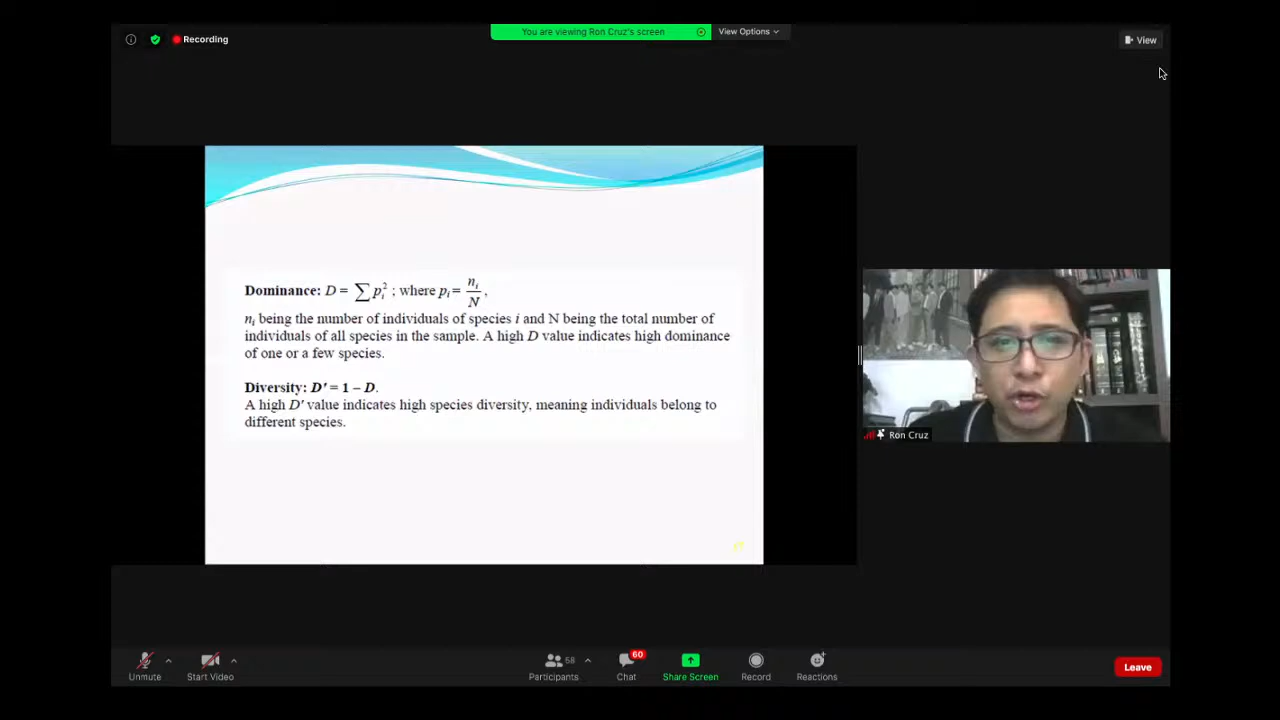 Recording
You are viewing Ron Cruz's screen
View Options
View
Dominance: D = ∑ pᵢ² ; where pᵢ = nᵢ/N ,
nᵢ being the number of individuals of species i and N being the total number of
individuals of all species in the sample. A high D value indicates high dominance
of one or a few species.
Diversity: D′ = 1 – D.
A high D′ value indicates high species diversity, meaning individuals belong to
different species.
Ron Cruz
Unmute
Start Video
58
Participants
60
Chat
Share Screen
Record
Reactions
Leave